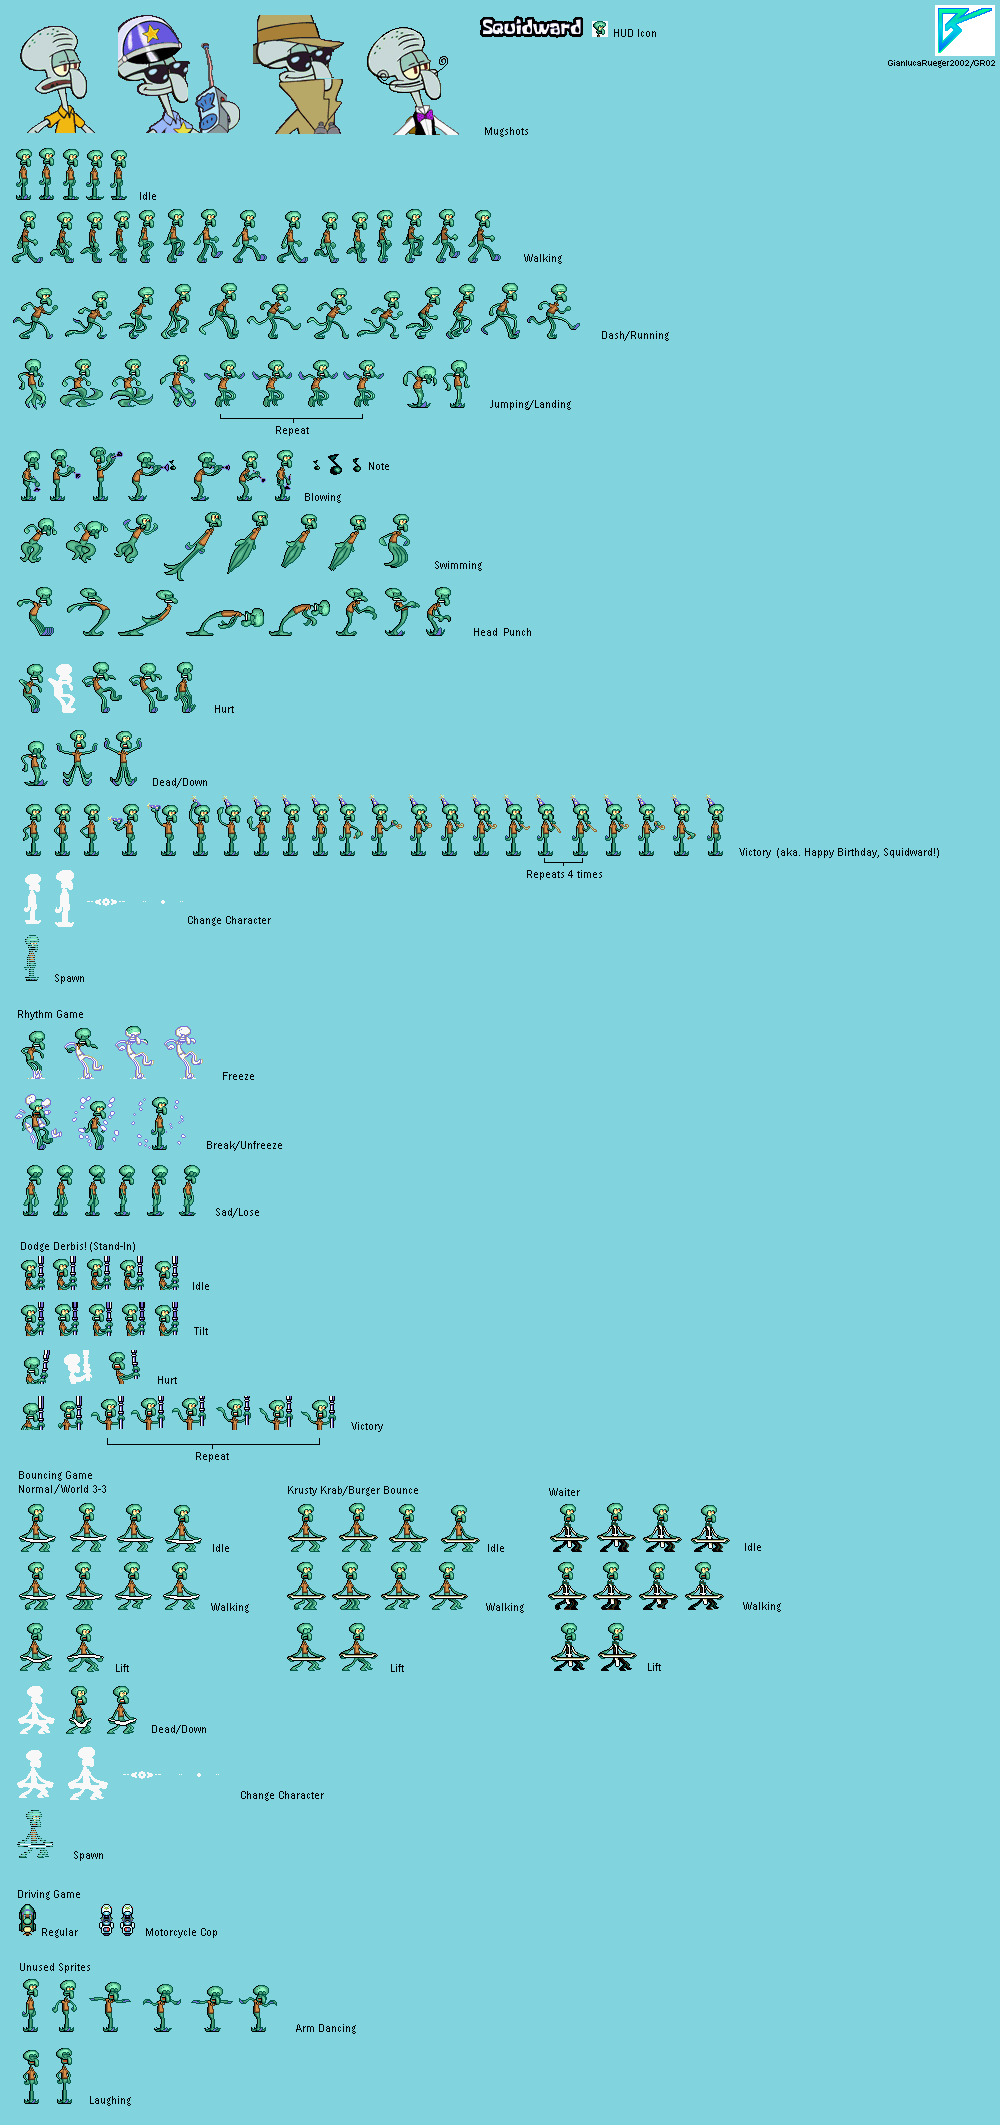 Squidward
HUD Icon
GianlucaRueger2002/GR02
Mugshots
Idle
Walking
Dash/Running
Jumping/Landing
Repeat
Note
Blowing
Swimming
Head Punch
Hurt
Dead/Down
Victory (aka. Happy Birthday, Squidward!)
Repeats 4 times
Change Character
Spawn
Rhythm Game
Freeze
Break/Unfreeze
Sad/Lose
Dodge Derbis! (Stand-In)
Idle
Tilt
Hurt
Victory
Repeat
Bouncing Game
Normal/World 3-3
Krusty Krab/Burger Bounce
Waiter
Idle
Idle
Idle
Walking
Walking
Walking
Lift
Lift
Lift
Dead/Down
Change Character
Spawn
Driving Game
Regular
Motorcycle Cop
Unused Sprites
Arm Dancing
Laughing